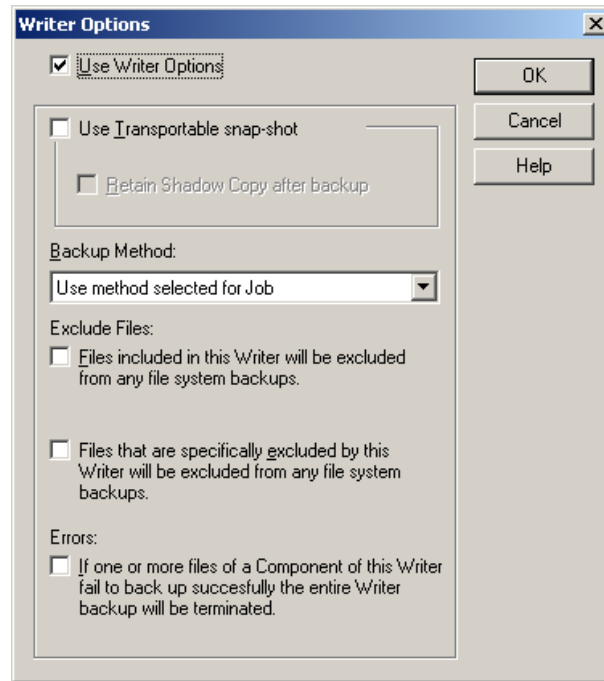 Writer Options
Use Writer Options
OK
Use Transportable snap-shot
Cancel
Retain Shadow Copy after backup
Help
Backup Method:
Use method selected for Job
Exclude Files:
Files included in this Writer will be excluded
from any file system backups.
Files that are specifically excluded by this
Writer will be excluded from any file system
backups.
Errors:
If one or more files of a Component of this Writer
fail to back up succesfully the entire Writer
backup will be terminated.